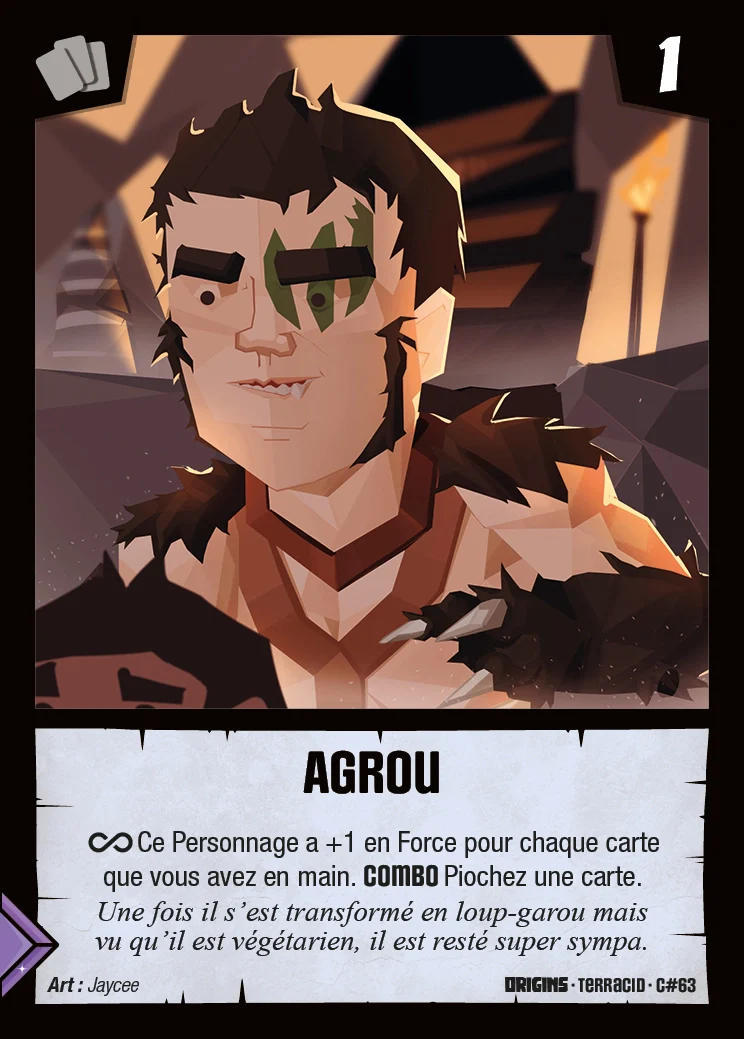 1
AGROU
∞ Ce Personnage a +1 en Force pour chaque carte
que vous avez en main. COMBO Piochez une carte.
Une fois il s’est transformé en loup-garou mais
vu qu’il est végétarien, il est resté super sympa.
Art : Jaycee
ORIGINS · TERRACID · C#63